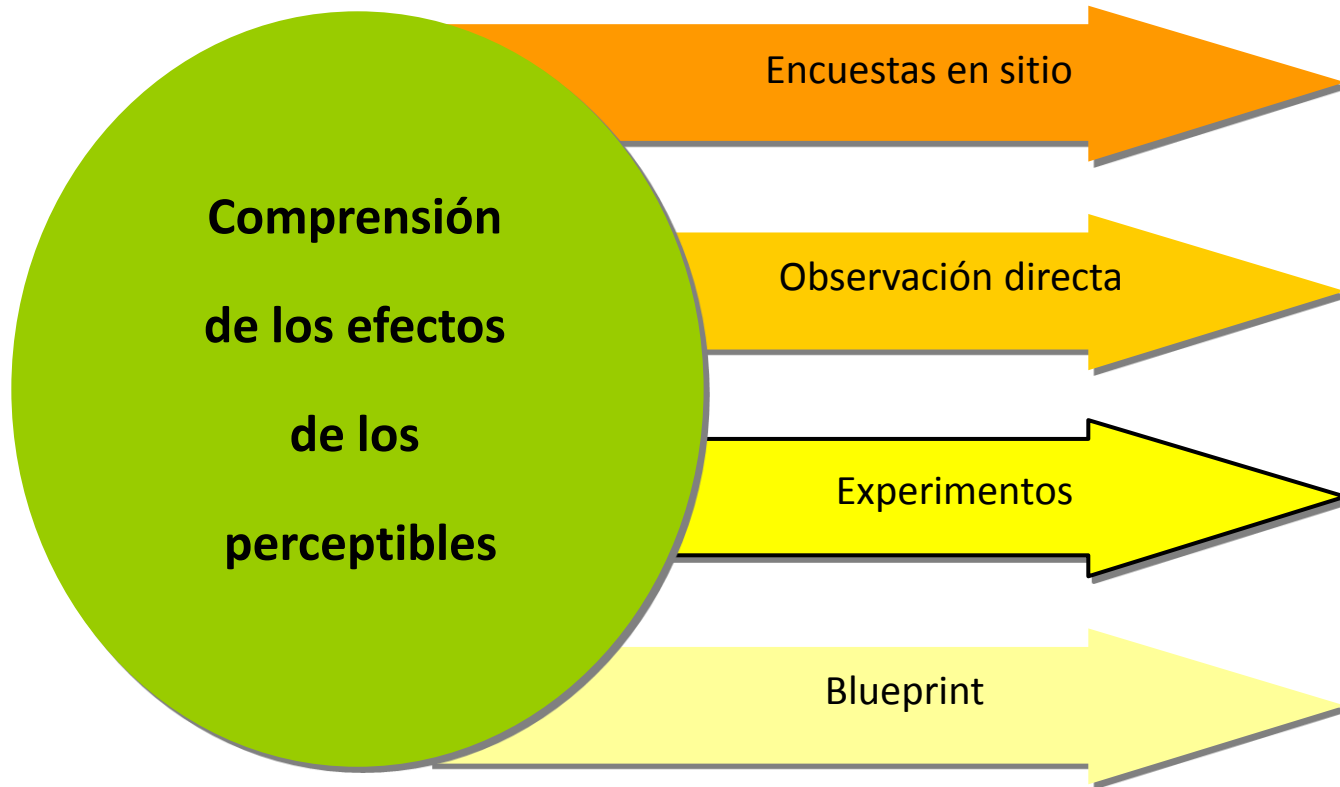 Comprensión
de los efectos
de los
perceptibles
Encuestas en sitio
Observación directa
Experimentos
Blueprint